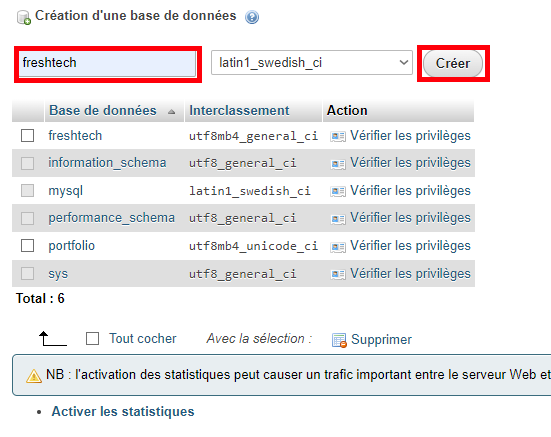 Création d'une base de données
freshtech latin1_swedish_ci Créer
Base de données Interclassement Action
freshtech utf8mb4_general_ci Vérifier les privilèges
information_schema utf8_general_ci Vérifier les privilèges
mysql latin1_swedish_ci Vérifier les privilèges
performance_schema utf8_general_ci Vérifier les privilèges
portfolio utf8mb4_unicode_ci Vérifier les privilèges
sys utf8_general_ci Vérifier les privilèges
Total : 6
Tout cocher Avec la sélection : Supprimer
NB : l'activation des statistiques peut causer un trafic important entre le serveur Web et
• Activer les statistiques